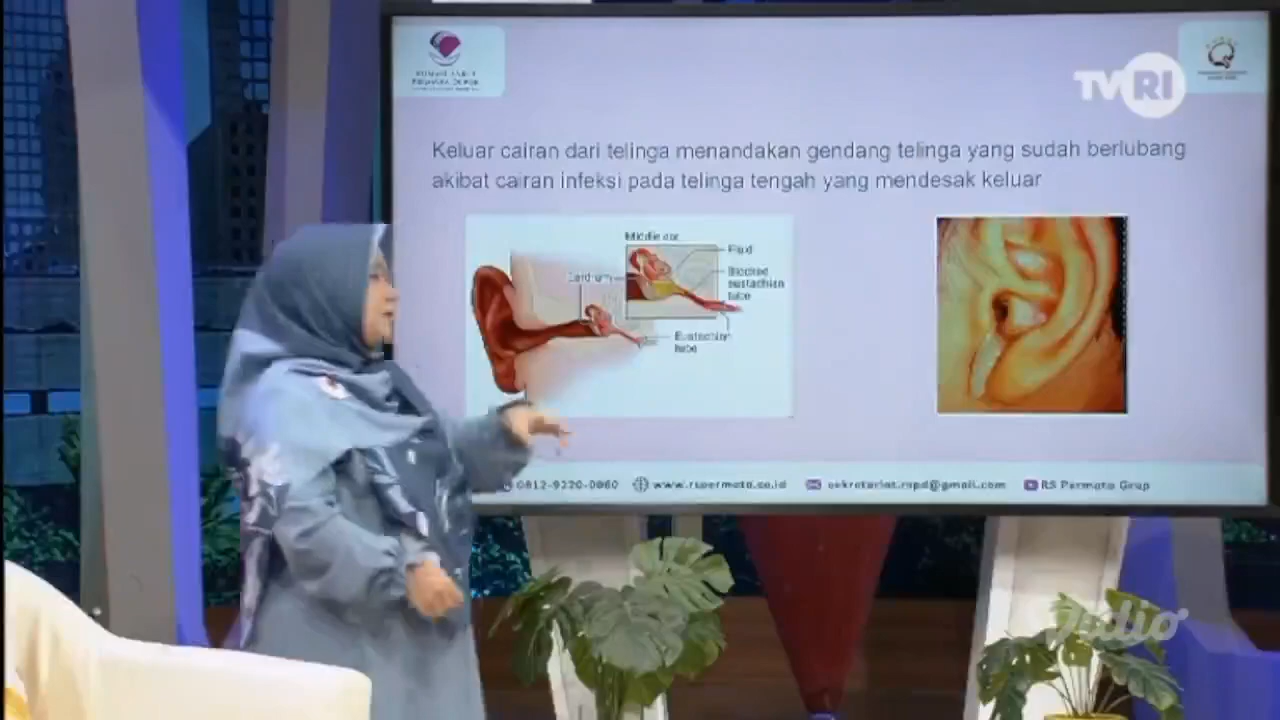 TVRI
Keluar cairan dari telinga menandakan gendang telinga yang sudah berlubang
akibat cairan infeksi pada telinga tengah yang mendesak keluar
Middle ear
Fluid
Eardrum
Blocked
eustachian
tube
Eustachian
tube
0812-9220-0060
www.rspermata.co.id
sekretariat.rspd@gmail.com
RS Permata Grup
Vidio